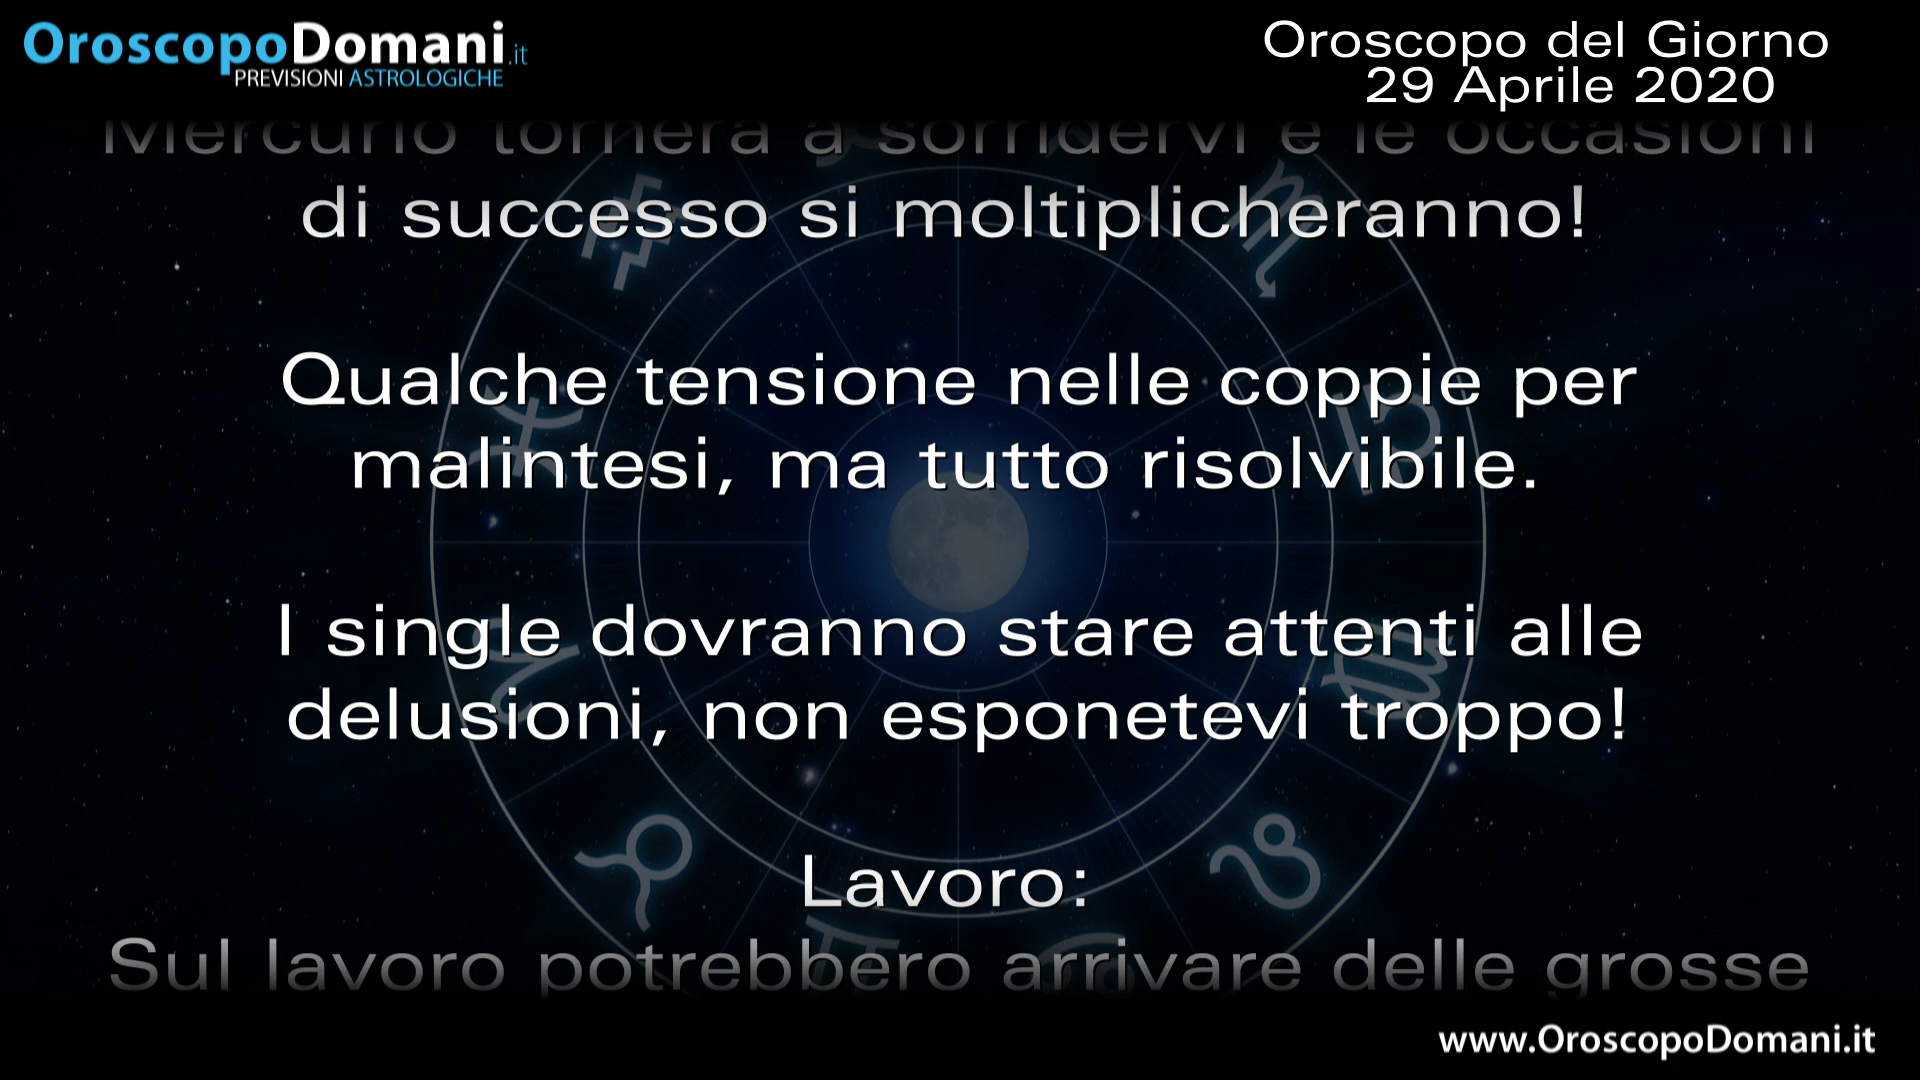 OroscopoDomani.it
PREVISIONI ASTROLOGICHE
Oroscopo del Giorno
29 Aprile 2020
Mercurio tornerà a sorridervi e le occasioni
di successo si moltiplicheranno!
Qualche tensione nelle coppie per
malintesi, ma tutto risolvibile.
I single dovranno stare attenti alle
delusioni, non esponetevi troppo!
Lavoro:
Sul lavoro potrebbero arrivare delle grosse
www.OroscopoDomani.it